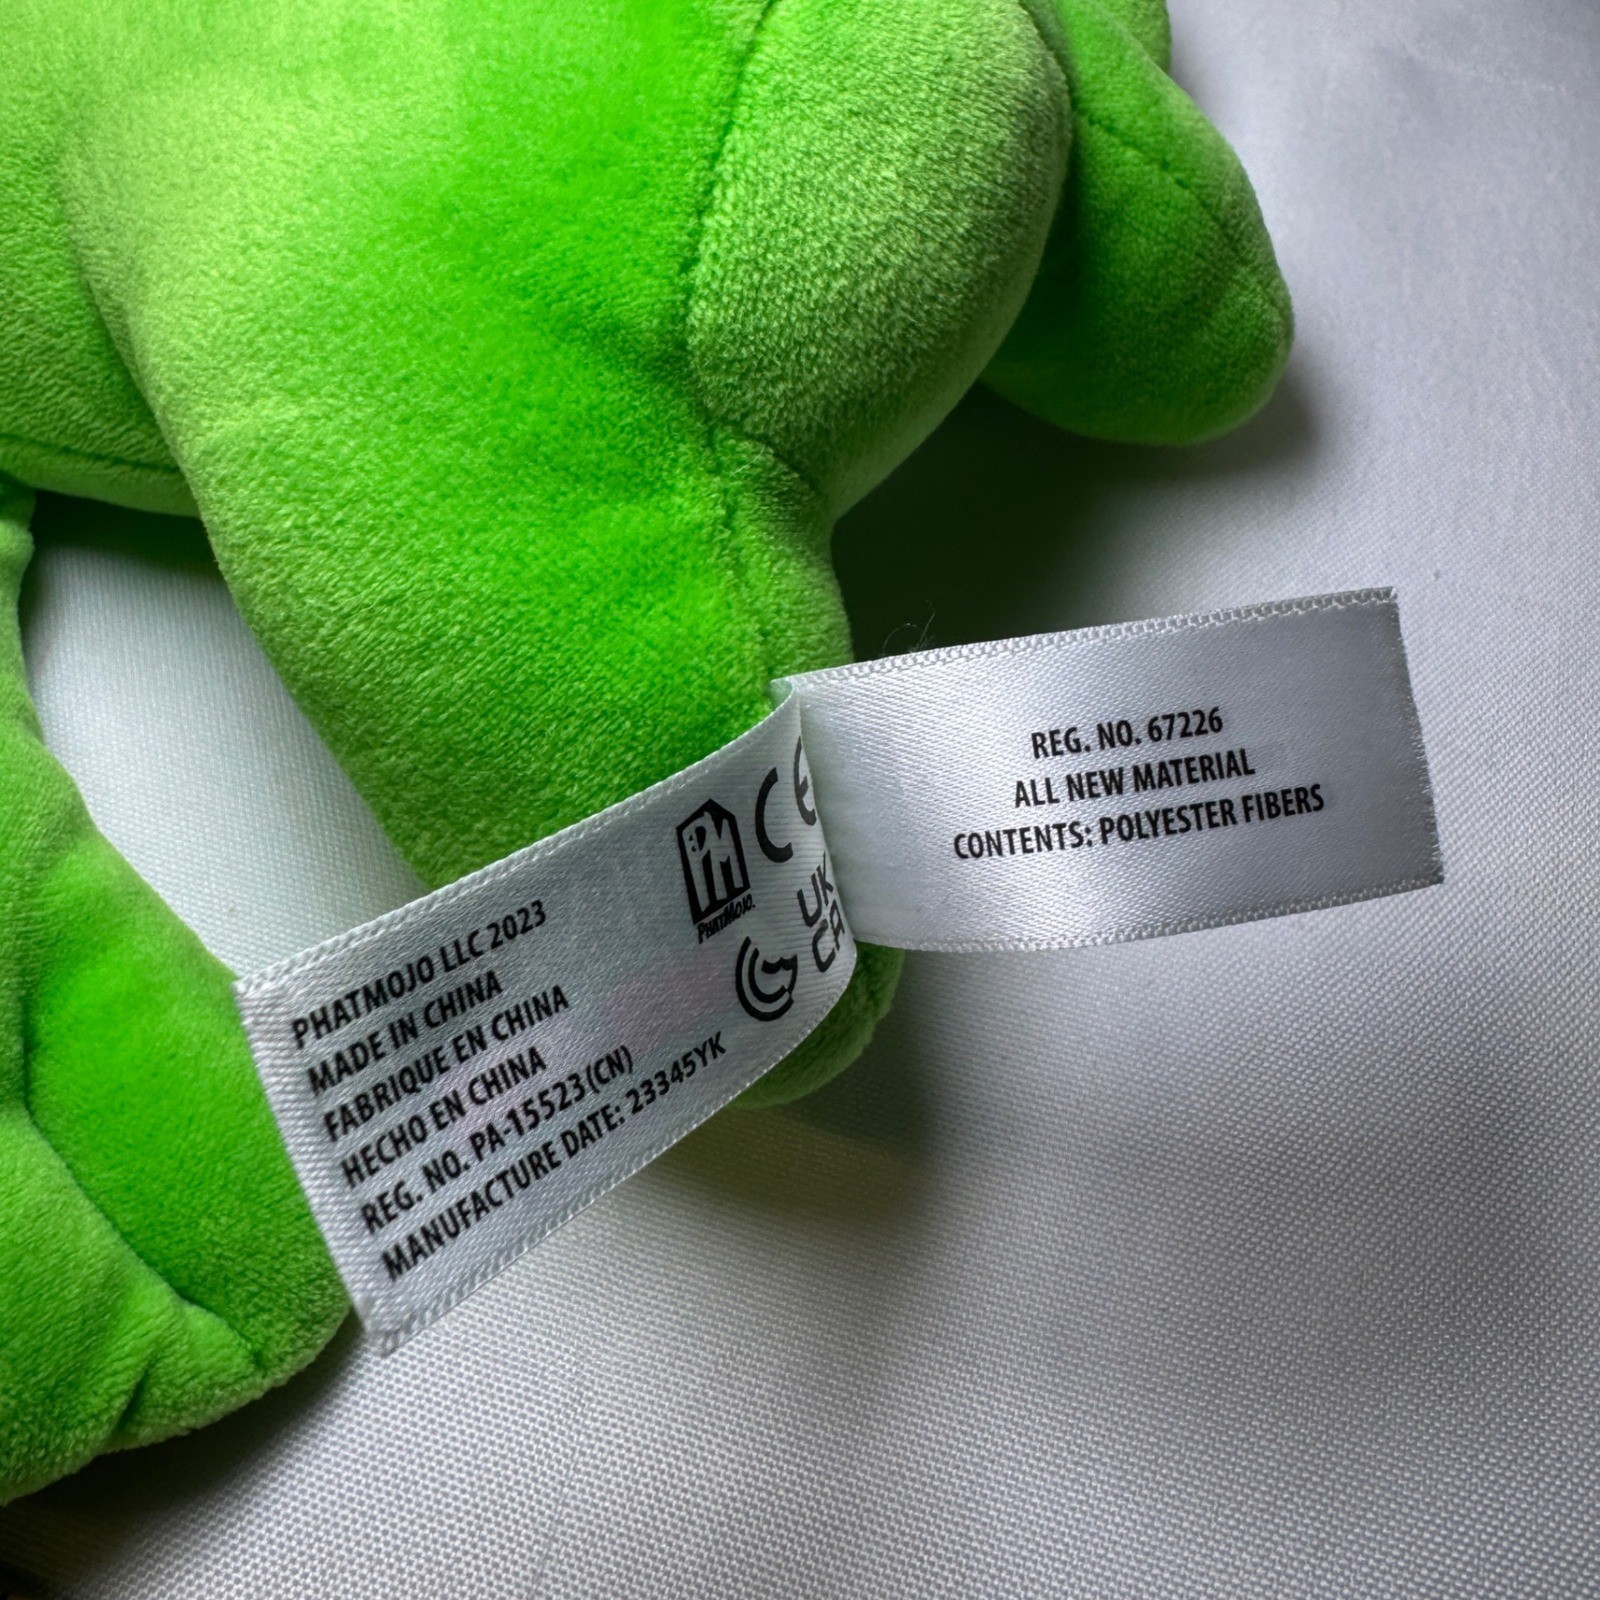 PHATMOJO LLC 2023
MADE IN CHINA
FABRIQUE EN CHINA
HECHO EN CHINA
REG. NO. PA-15523(CN)
MANUFACTURE DATE: 23345YK
PM
PHATMOJO.
CE
UK
CA
REG. NO. 67226
ALL NEW MATERIAL
CONTENTS: POLYESTER FIBERS